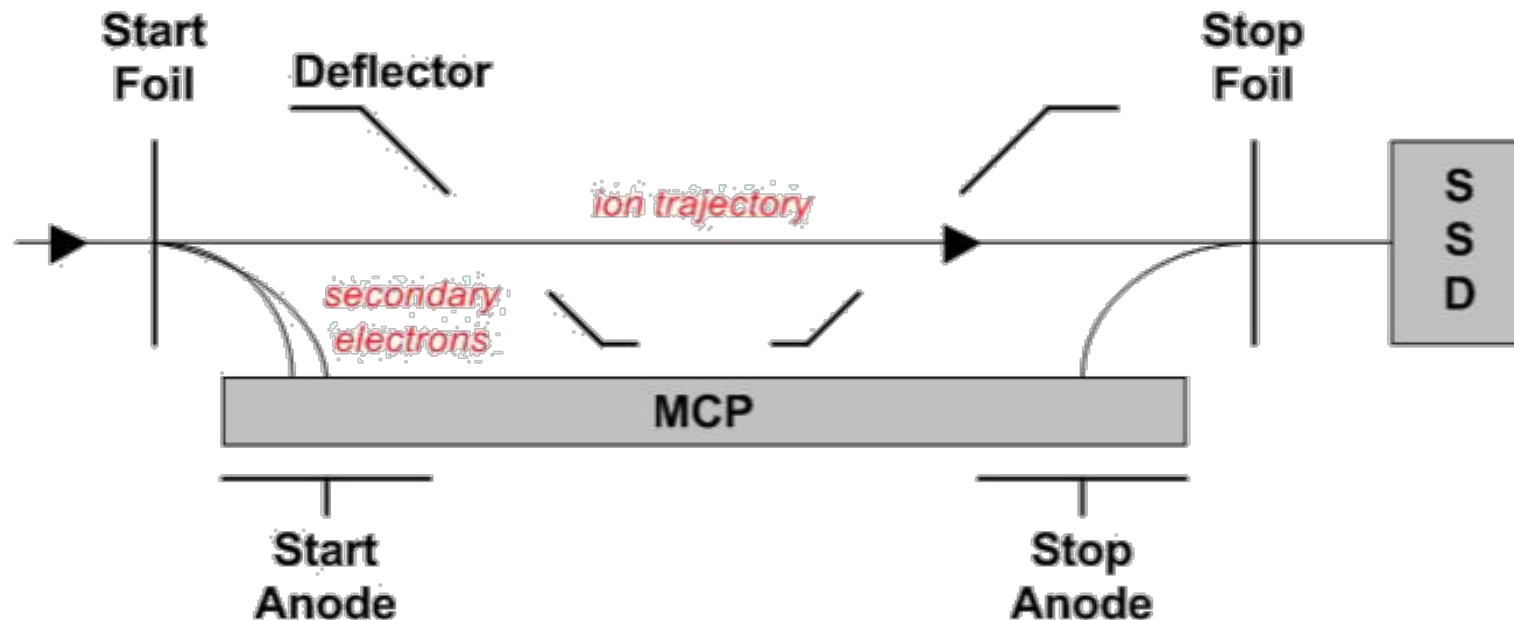 Start
Foil
Deflector
Stop
Foil
ion trajectory
S
S
D
secondary
electrons
MCP
Start
Anode
Stop
Anode